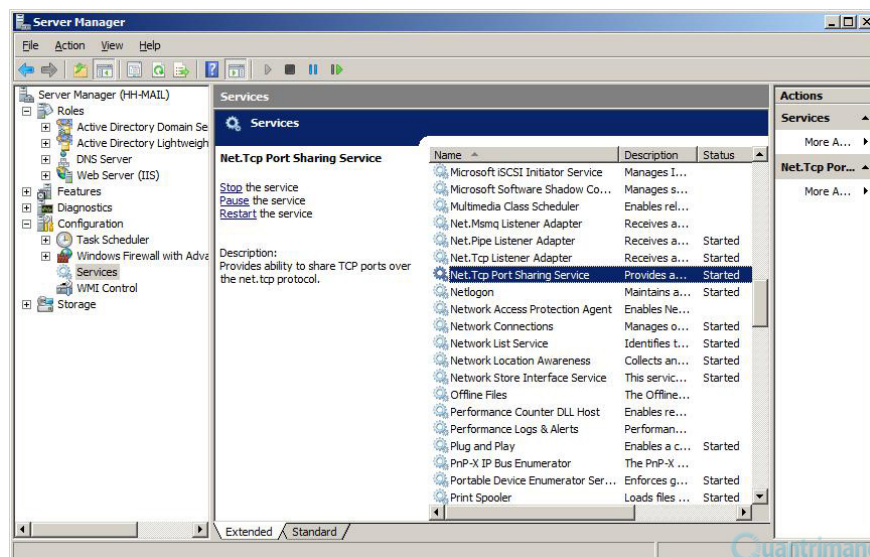 Server Manager
File Action View Help
Server Manager (HH-MAIL)
Roles
Active Directory Domain Se
Active Directory Lightweigh
DNS Server
Web Server (IIS)
Features
Diagnostics
Configuration
Task Scheduler
Windows Firewall with Adva
Services
WMI Control
Storage
Services
Services
Net.Tcp Port Sharing Service
Stop the service
Pause the service
Restart the service
Description:
Provides ability to share TCP ports over
the net.tcp protocol.
Name Description Status
Microsoft iSCSI Initiator Service Manages I...
Microsoft Software Shadow Co... Manages s...
Multimedia Class Scheduler Enables rel...
Net.Msmq Listener Adapter Receives a...
Net.Pipe Listener Adapter Receives a... Started
Net.Tcp Listener Adapter Receives a... Started
Net.Tcp Port Sharing Service Provides a... Started
Netlogon Maintains a... Started
Network Access Protection Agent Enables Ne...
Network Connections Manages o... Started
Network List Service Identifies t... Started
Network Location Awareness Collects an... Started
Network Store Interface Service This servic... Started
Offline Files The Offline...
Performance Counter DLL Host Enables re...
Performance Logs & Alerts Performan...
Plug and Play Enables a c... Started
PnP-X IP Bus Enumerator The PnP-X ...
Portable Device Enumerator Ser... Enforces g... Started
Print Spooler Loads files ... Started
Extended Standard
Actions
Services
More A...
Net.Tcp Por...
More A...
Quantriman